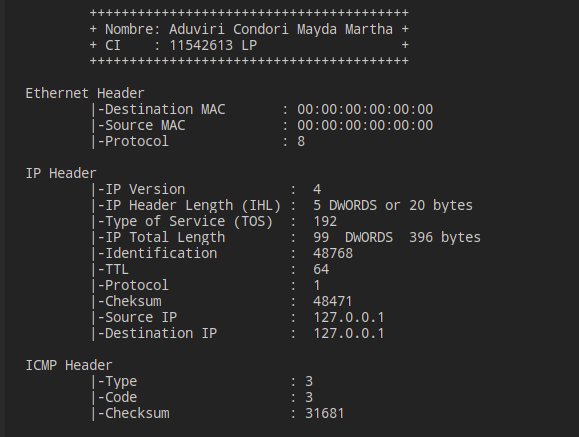 ++++++++++++++++++++++++++++++++++++++++
+ Nombre: Aduviri Condori Mayda Martha +
+ CI    : 11542613 LP                  +
++++++++++++++++++++++++++++++++++++++++
Ethernet Header
|-Destination MAC       : 00:00:00:00:00:00
|-Source MAC            : 00:00:00:00:00:00
|-Protocol              : 8
IP Header
|-IP Version             :  4
|-IP Header Length (IHL) :  5 DWORDS or 20 bytes
|-Type of Service (TOS)  :  192
|-IP Total Length        :  99  DWORDS  396 bytes
|-Identification         :  48768
|-TTL                    :  64
|-Protocol               :  1
|-Cheksum                :  48471
|-Source IP              :  127.0.0.1
|-Destination IP         :  127.0.0.1
ICMP Header
|-Type                   : 3
|-Code                   : 3
|-Checksum               : 31681